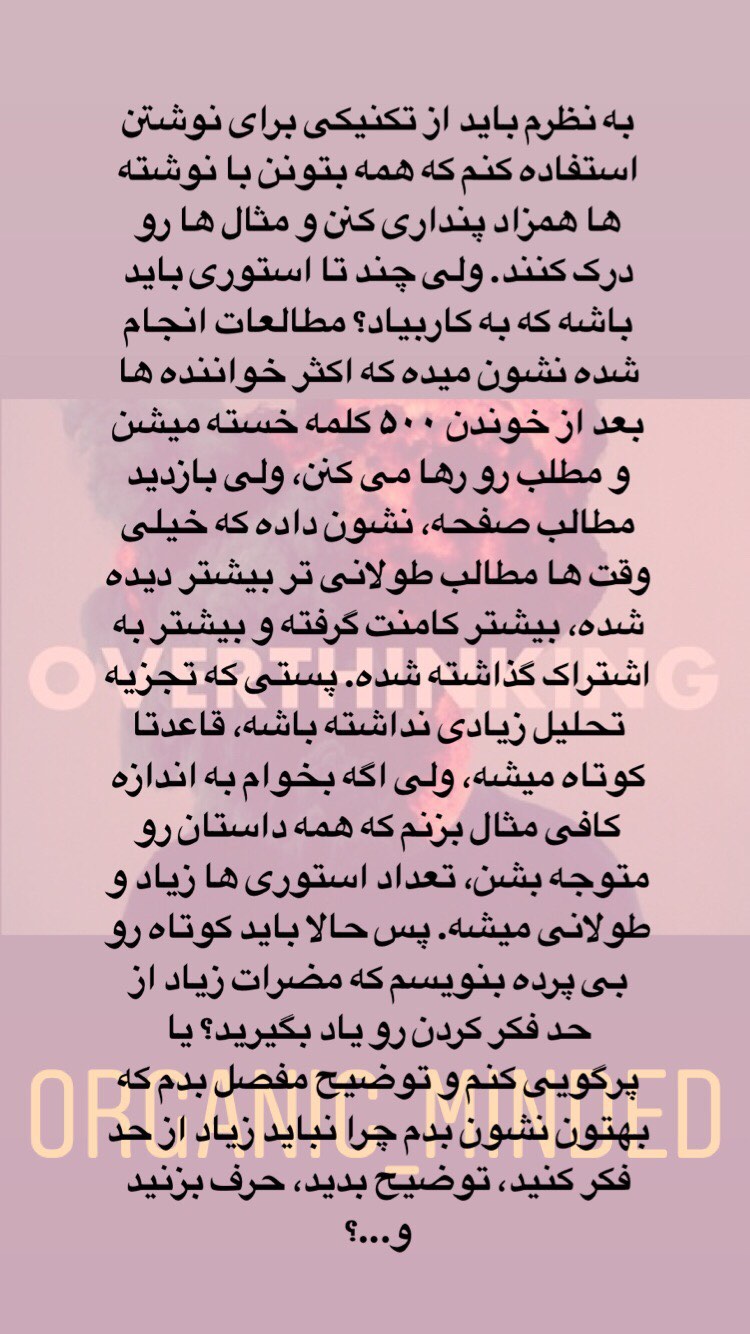 به نظرم باید از تکنیکی برای نوشتن
استفاده کنم که همه بتونن با نوشته
ها همزاد پنداری کنن و مثال ها رو
درک کنند. ولی چند تا استوری باید
باشه که به کاربیاد؟ مطالعات انجام
شده نشون میده که اکثر خواننده ها
بعد از خوندن ۵۰۰ کلمه خسته میشن
و مطلب رو رها می کنن، ولی بازدید
مطالب صفحه، نشون داده که خیلی
وقت ها مطالب طولانی تر بیشتر دیده
شده، بیشتر کامنت گرفته و بیشتر به
اشتراک گذاشته شده. پستی که تجزیه
OVERTHINKING
تحلیل زیادی نداشته باشه، قاعدتا
کوتاه میشه، ولی اگه بخوام به اندازه
کافی مثال بزنم که همه داستان رو
متوجه بشن، تعداد استوری ها زیاد و
طولانی میشه. پس حالا باید کوتاه رو
بی پرده بنویسم که مضرات زیاد از
حد فکر کردن رو یاد بگیرید؟ یا
پرگویی کنم و توضیح مفصل بدم که
ORGANIC_MINDED
بهتون نشون بدم چرا نباید زیاد از حد
فکر کنید، توضیح بدید، حرف بزنید
و...؟